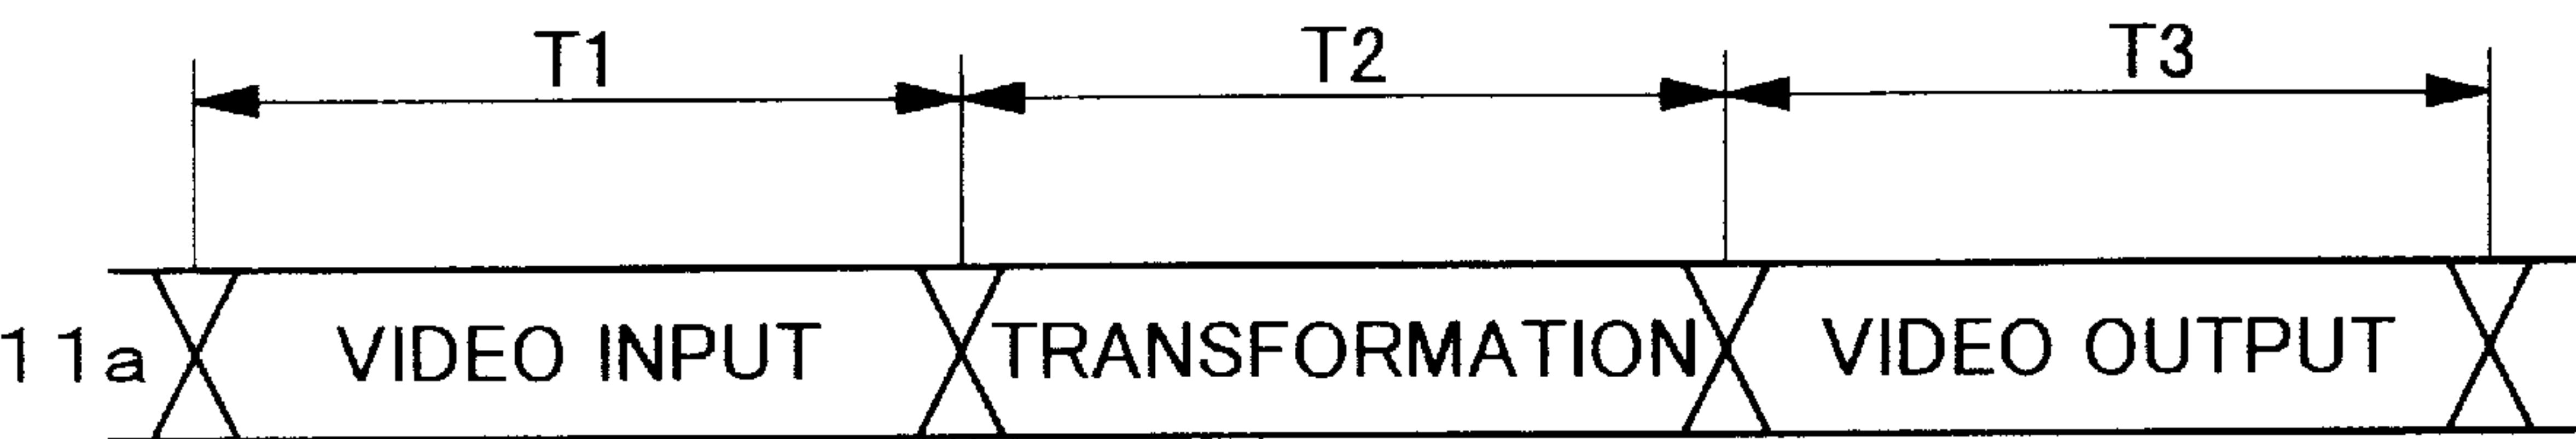 T1 T2 T3
11a VIDEO INPUT TRANSFORMATION VIDEO OUTPUT